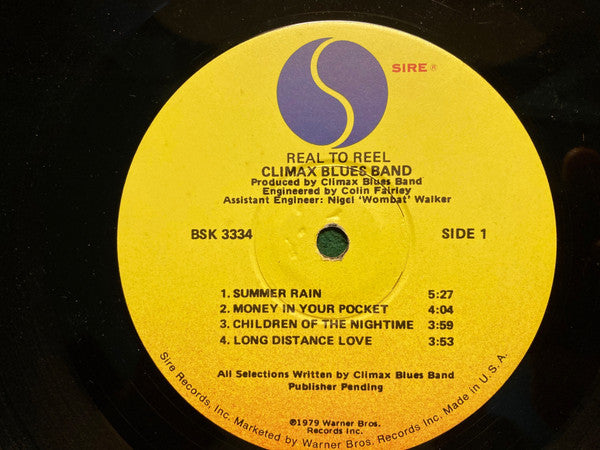 SIRE ®
REAL TO REEL
CLIMAX BLUES BAND
Produced by Climax Blues Band
Engineered by Colin Fairley
Assistant Engineer: Nigel 'Wombat' Walker
BSK 3334 SIDE 1
1. SUMMER RAIN 5:27
2. MONEY IN YOUR POCKET 4:04
3. CHILDREN OF THE NIGHTIME 3:59
4. LONG DISTANCE LOVE 3:53
All Selections Written by Climax Blues Band
Publisher Pending
℗1979 Warner Bros.
Records Inc.
Sire Records Inc. Marketed by Warner Bros. Records Inc. Made in U.S.A.